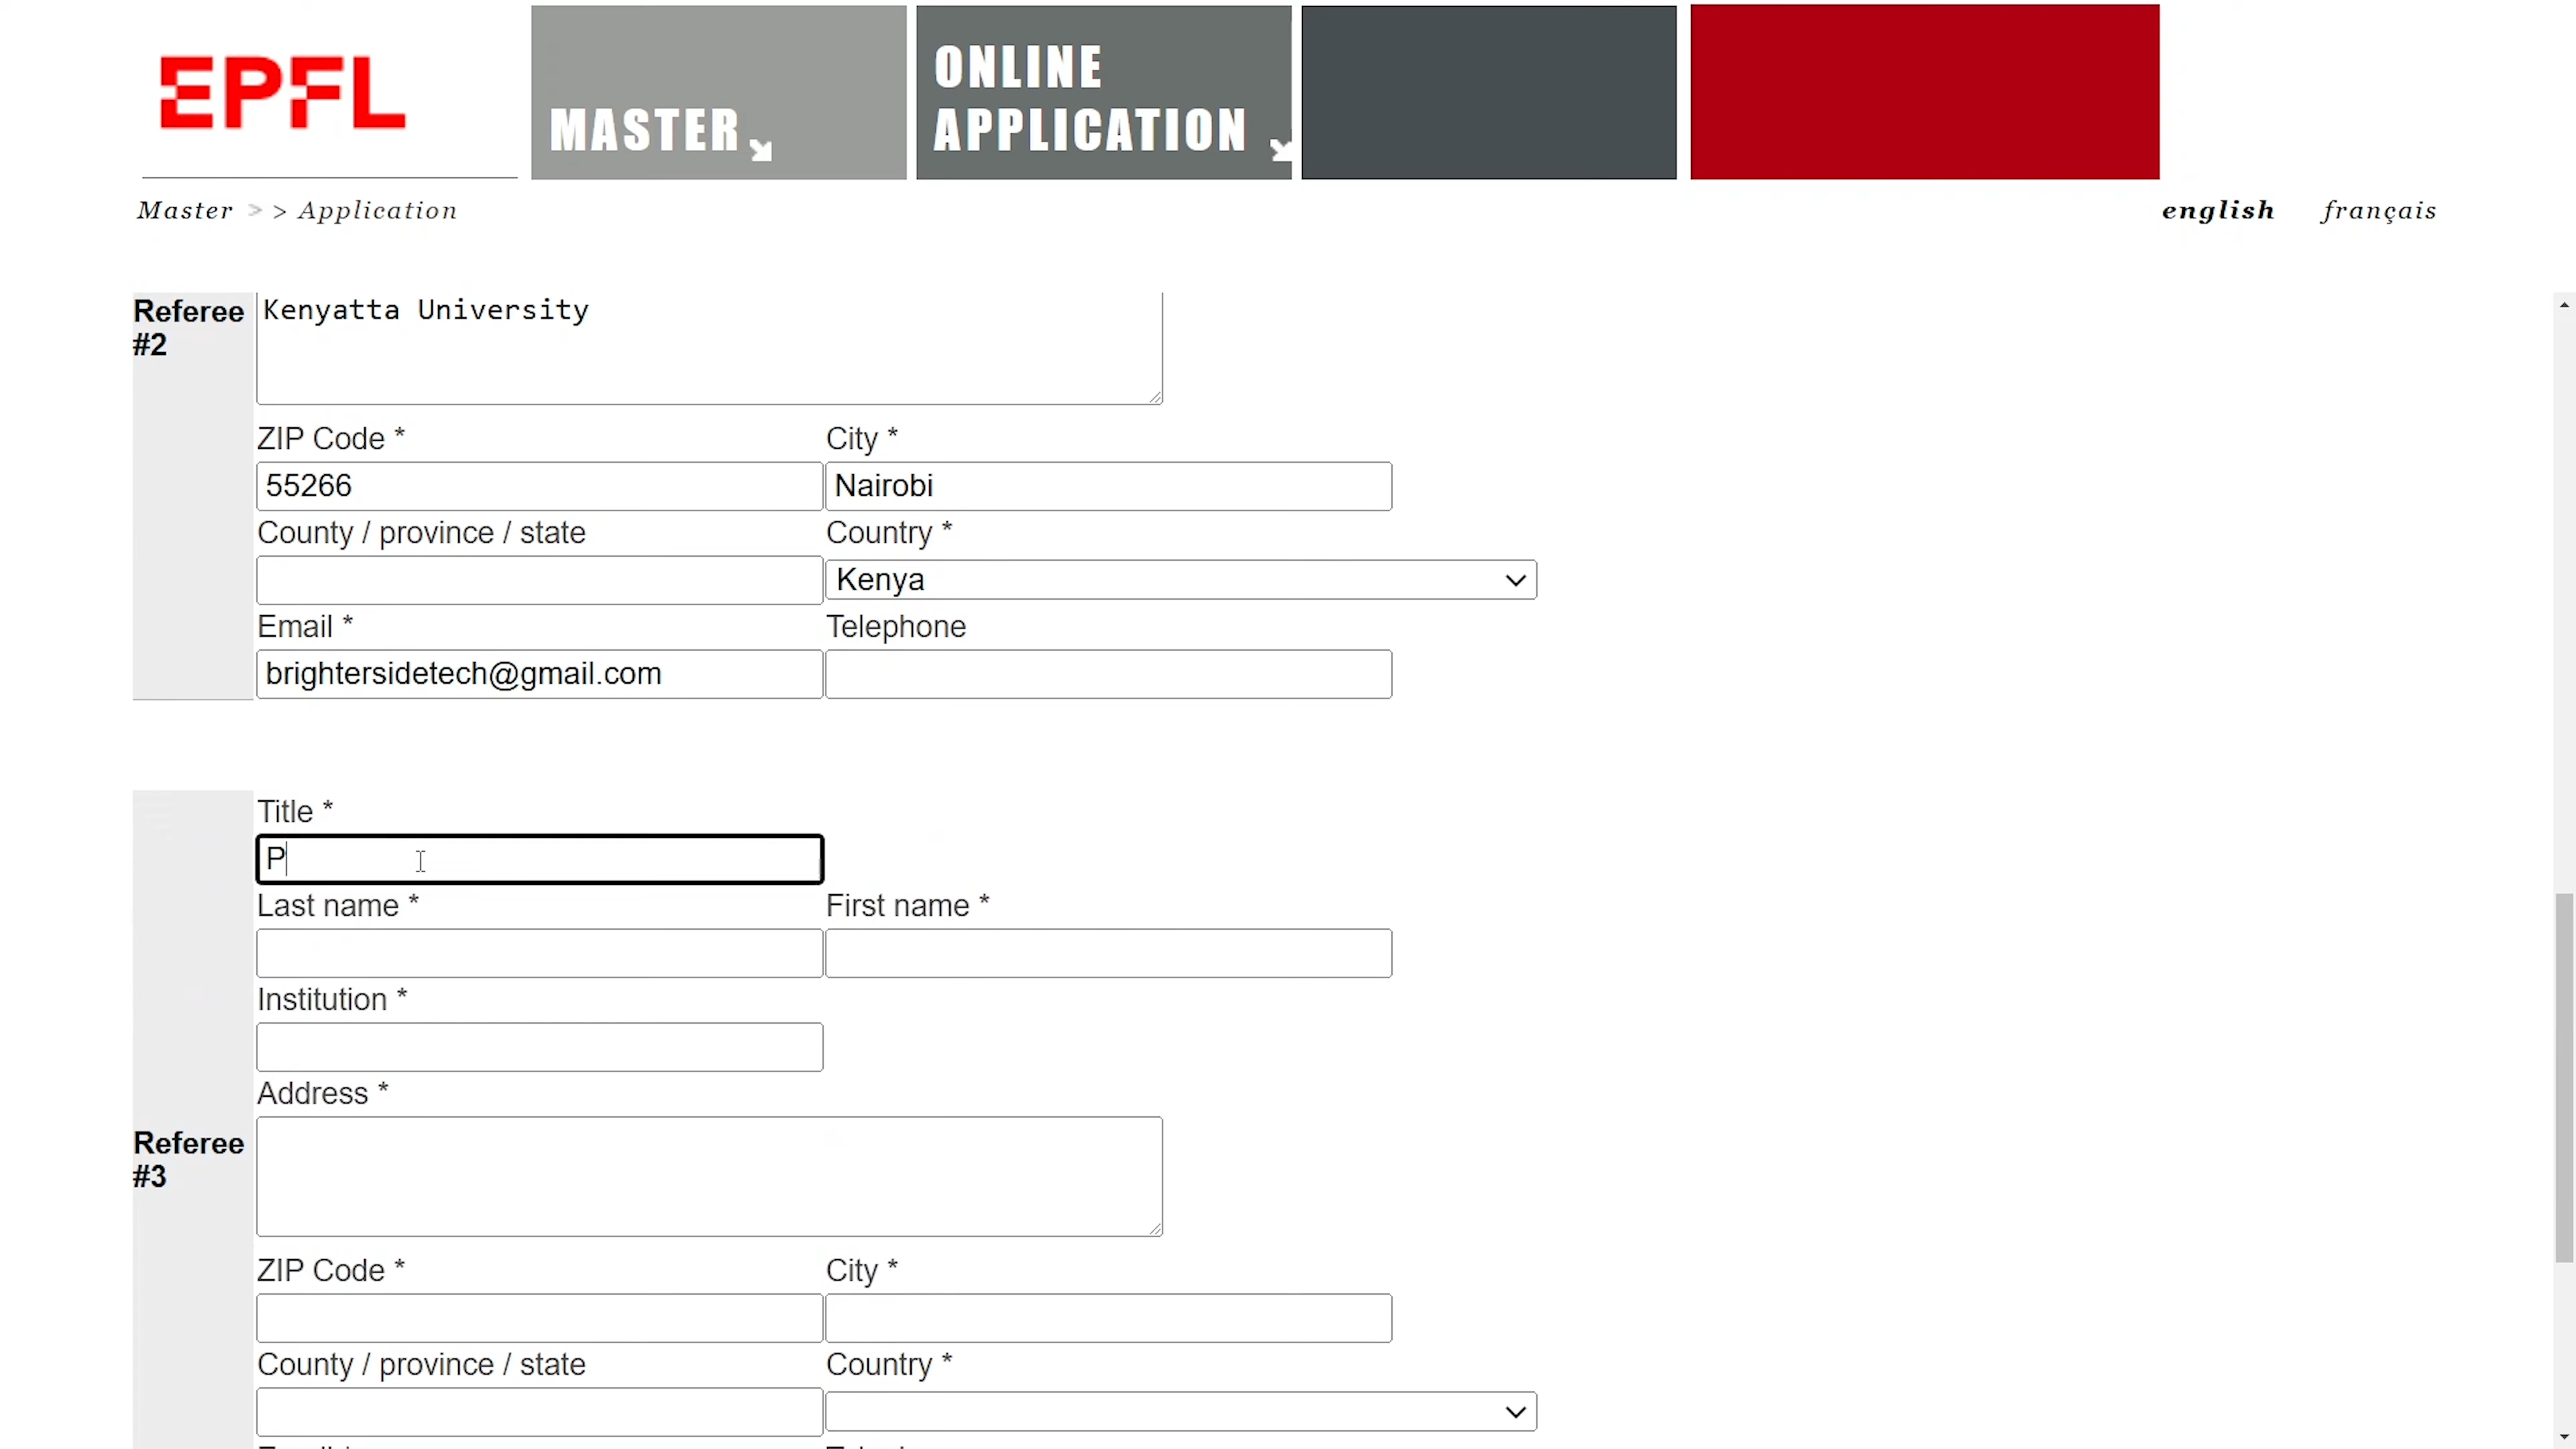 EPFL
MASTER
ONLINE
APPLICATION
Master > > Application
english français
Referee
#2
Kenyatta University
ZIP Code * City *
55266 Nairobi
County / province / state Country *
Kenya
Email * Telephone
brightersidetech@gmail.com
Title *
P
Last name * First name *
Institution *
Address *
Referee
#3
ZIP Code * City *
County / province / state Country *